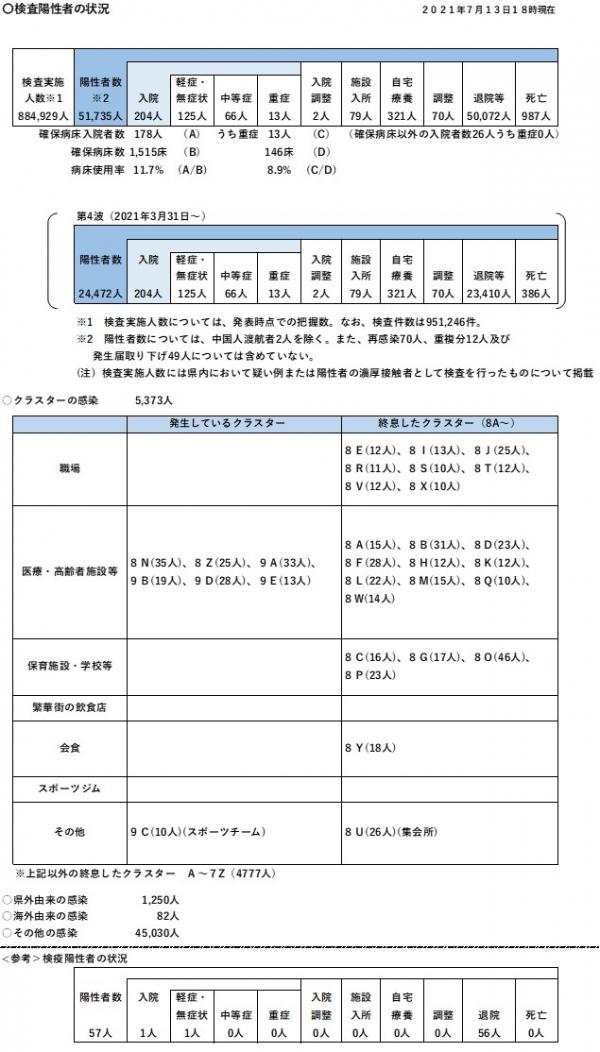 〇検査陽性者の状況
２０２１年７月１３日１８時現在
検査実施 陽性者数
入院 軽症・ 中等症 重症 入院 施設 自宅 調整 退院等 死亡
人数※1 ※2 無症状 調整 入所 療養
884,929人 51,735人 204人 125人 66人 13人 2人 79人 321人 70人 50,072人 987人
確保病床入院者数 178人 (A) うち重症 13人 (C) (確保病床以外の入院者数26人うち重症0人)
確保病床数 1,515床 (B) 146床 (D)
病床使用率 11.7% (A/B) 8.9% (C/D)
第4波（2021年3月31日～）
陽性者数 入院 軽症・ 中等症 重症 入院 施設 自宅 調整 退院等 死亡
無症状 調整 入所 療養
24,472人 204人 125人 66人 13人 2人 79人 321人 70人 23,410人 386人
※1 検査実施人数については、発表時点での把握数。なお、検査件数は951,246件。
※2 陽性者数については、中国人渡航者2人を除く。また、再感染70人、重複分12人及び
発生届取り下げ49人については含めていない。
(注) 検査実施人数には県内において疑い例または陽性者の濃厚接触者として検査を行ったものについて掲載
○クラスターの感染 5,373人
発生しているクラスター 終息したクラスター（8A～）
職場
８Ｅ(12人)、８Ｉ(13人)、８Ｊ(25人)、
８Ｒ(11人)、８Ｓ(10人)、８Ｔ(12人)、
８Ｖ(12人)、８Ｘ(10人)
医療・高齢者施設等
８Ｎ(35人)、８Ｚ(25人)、９Ａ(33人)、
９Ｂ(19人)、９Ｄ(28人)、９Ｅ(13人)
８Ａ(15人)、８Ｂ(31人)、８Ｄ(23人)、
８Ｆ(28人)、８Ｈ(12人)、８Ｋ(12人)、
８Ｌ(22人)、８Ｍ(15人)、８Ｑ(10人)、
８Ｗ(14人)
保育施設・学校等
８Ｃ(16人)、８Ｇ(17人)、８Ｏ(46人)、
８Ｐ(23人)
繁華街の飲食店
会食
８Ｙ(18人)
スポーツジム
その他
９Ｃ(10人)(スポーツチーム)
８Ｕ(26人)(集会所)
※上記以外の終息したクラスター Ａ～７Ｚ（4777人）
○県外由来の感染 1,250人
○海外由来の感染 82人
○その他の感染 45,030人
<参考>検疫陽性者の状況
陽性者数 入院 軽症・ 中等症 重症 入院 施設 自宅 調整 退院 死亡
無症状 調整 入所 療養
57人 1人 1人 0人 0人 0人 0人 0人 0人 56人 0人